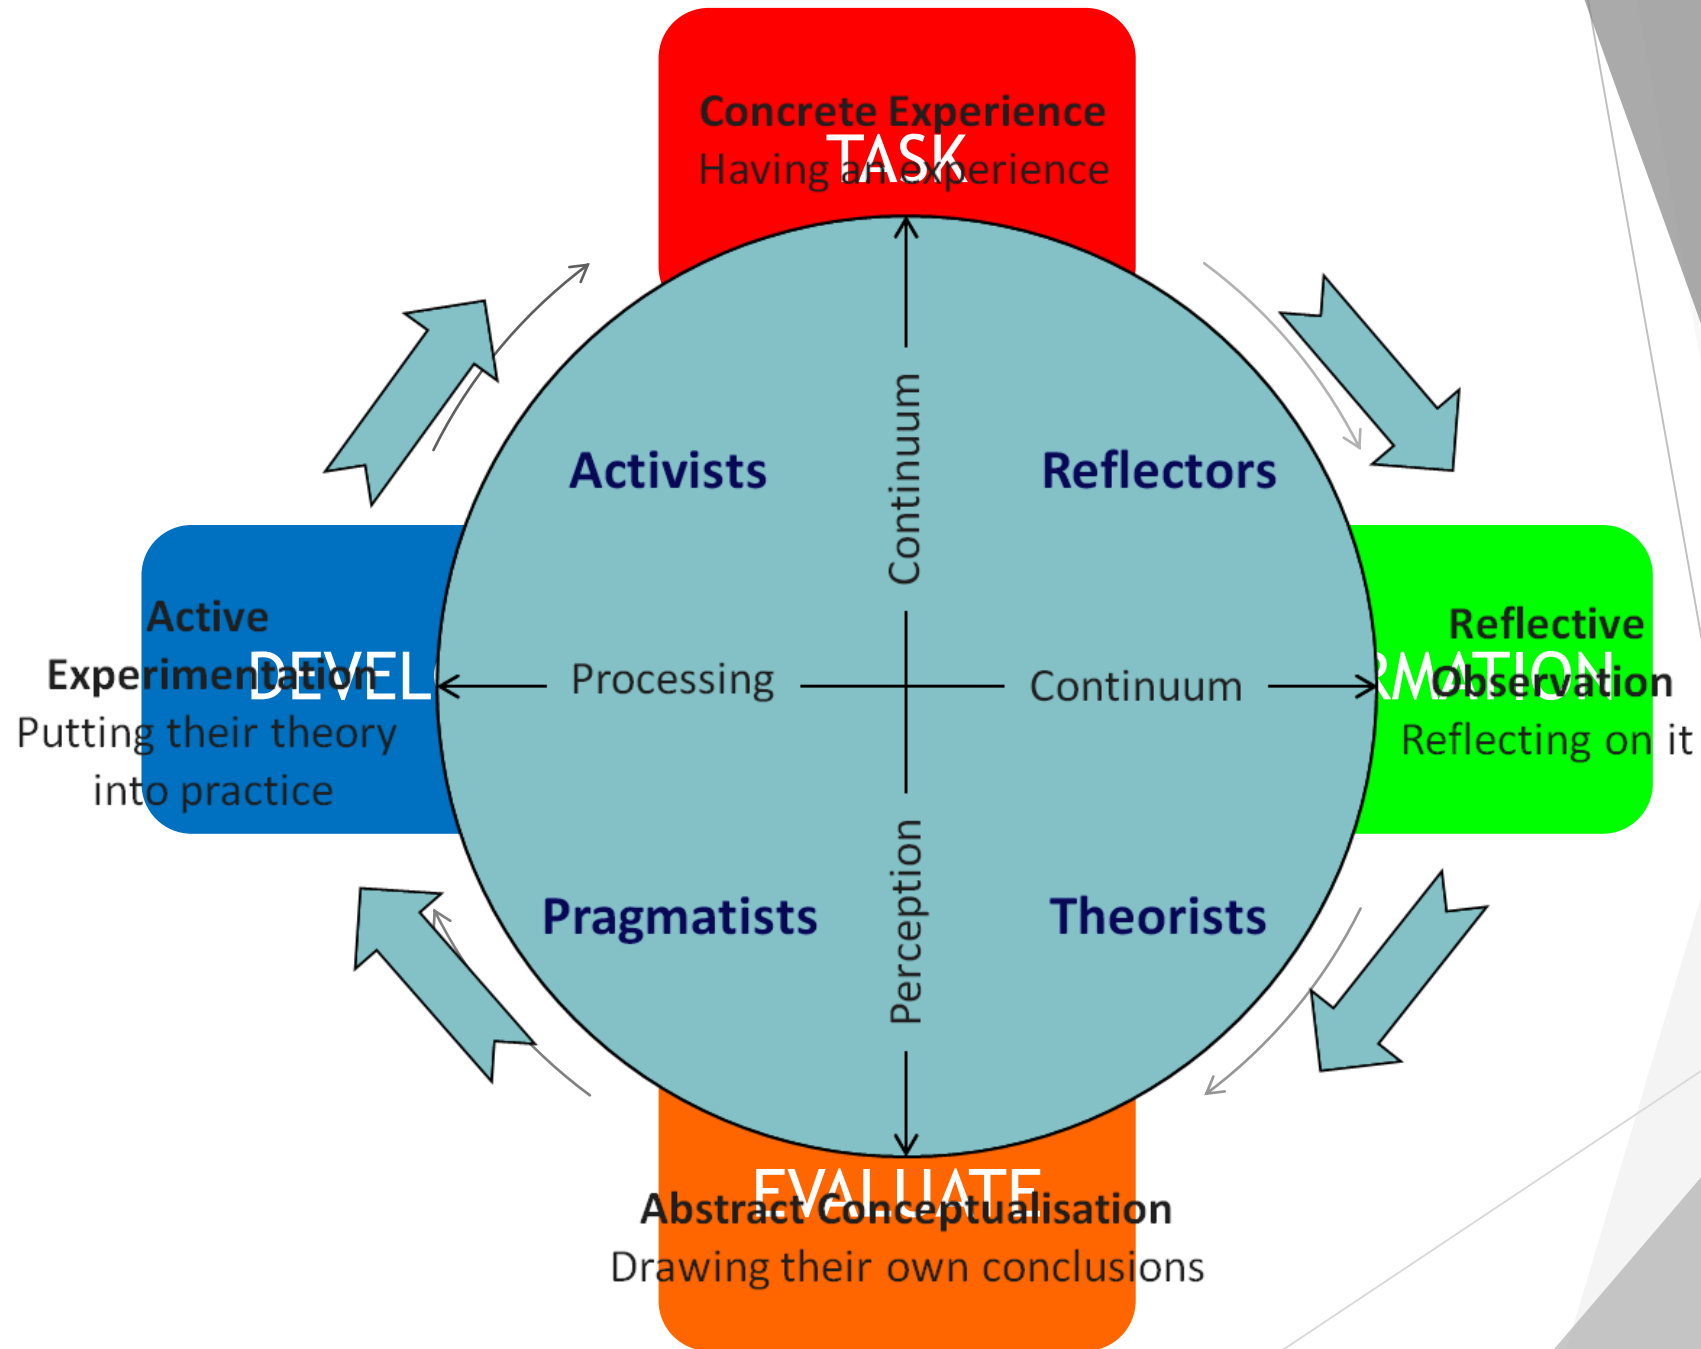 Concrete Experience
TASK
Having an experience
Activists
Reflectors
Continuum
Active
Experimentation
DEVEL
Putting their theory
into practice
Processing
Continuum
Reflective
RMATION
Observation
Reflecting on it
Pragmatists
Theorists
Perception
EVALUATE
Abstract Conceptualisation
Drawing their own conclusions